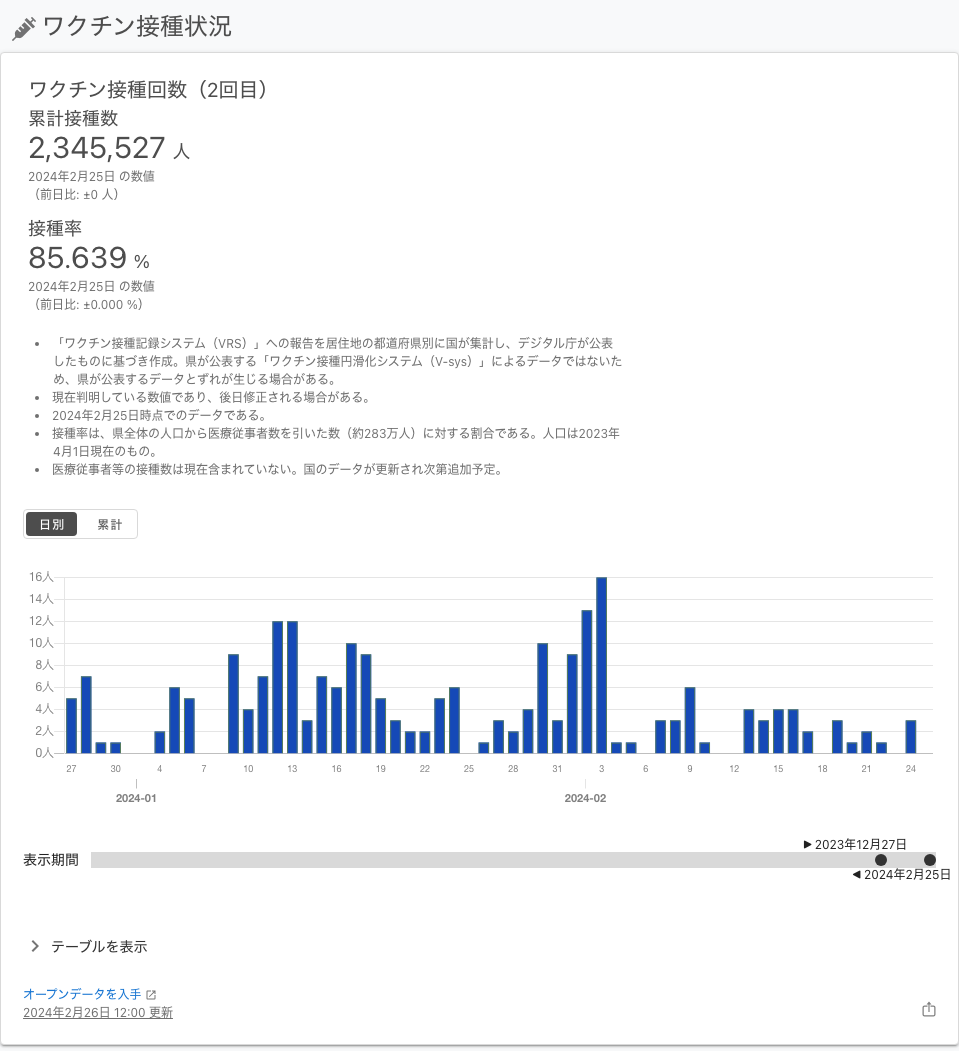 ワクチン接種状況
ワクチン接種回数（2回目）
累計接種数
2,345,527 人
2024年2月25日 の数値
（前日比: ±0 人）
接種率
85.639 %
2024年2月25日 の数値
（前日比: ±0.000 %）
• 「ワクチン接種記録システム（VRS）」への報告を居住地の都道府県別に国が集計し、デジタル庁が公表
したものに基づき作成。県が公表する「ワクチン接種円滑化システム（V-sys）」によるデータではないた
め、県が公表するデータとずれが生じる場合がある。
• 現在判明している数値であり、後日修正される場合がある。
• 2024年2月25日時点でのデータである。
• 接種率は、県全体の人口から医療従事者数を引いた数（約283万人）に対する割合である。人口は2023年
4月1日現在のもの。
• 医療従事者等の接種数は現在含まれていない。国のデータが更新され次第追加予定。
日別 累計
16人
14人
12人
10人
8人
6人
4人
2人
0人
27 30 4 7 10 13 16 19 22 25 28 31 3 6 9 12 15 18 21 24
2024-01 2024-02
▶ 2023年12月27日
表示期間
◀ 2024年2月25日
テーブルを表示
オープンデータを入手
2024年2月26日 12:00 更新